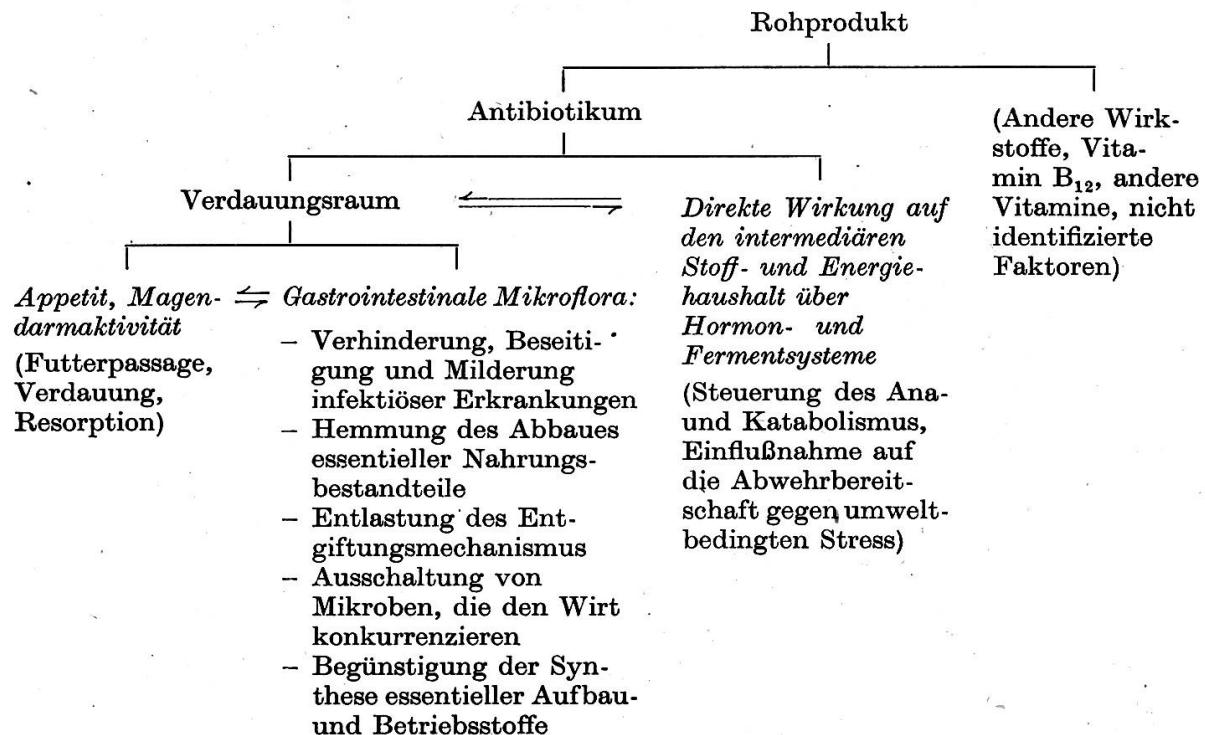 Rohprodukt
Antibiotikum
(Andere Wirk-
stoffe, Vita-
min B₁₂, andere
Vitamine, nicht
identifizierte
Faktoren)
Verdauungsraum
Direkte Wirkung auf
den intermediären
Stoff- und Energie-
haushalt über
Hormon- und
Fermentsysteme
(Steuerung des Ana-
und Katabolismus,
Einflußnahme auf
die Abwehrbereit-
schaft gegen umwelt-
bedingten Stress)
Appetit, Magen-
darmaktivität
(Futterpassage,
Verdauung,
Resorption)
Gastrointestinale Mikroflora:
– Verhinderung, Beseiti-
gung und Milderung
infektiöser Erkrankungen
– Hemmung des Abbaues
essentieller Nahrungs-
bestandteile
– Entlastung des Ent-
giftungsmechanismus
– Ausschaltung von
Mikroben, die den Wirt
konkurrenzieren
– Begünstigung der Syn-
these essentieller Aufbau-
und Betriebsstoffe